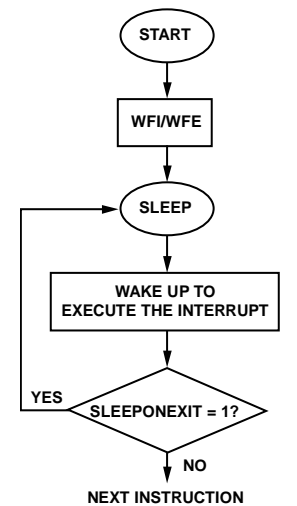 START
WFI/WFE
SLEEP
WAKE UP TO
EXECUTE THE INTERRUPT
YES
SLEEPONEXIT = 1?
NO
NEXT INSTRUCTION